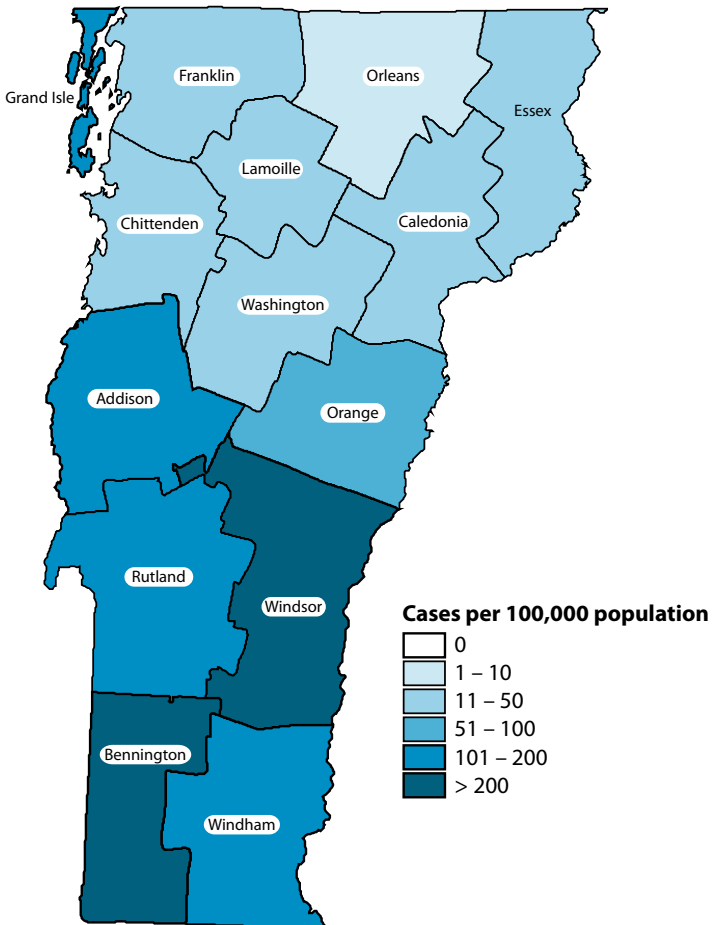 Franklin
Orleans
Grand Isle
Essex
Lamoille
Chittenden
Caledonia
Washington
Addison
Orange
Rutland
Windsor
Bennington
Windham
Cases per 100,000 population
0
1 – 10
11 – 50
51 – 100
101 – 200
> 200